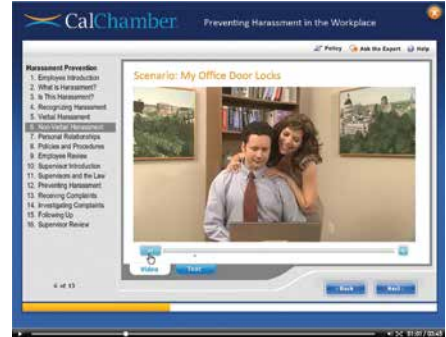 CalChamber
Preventing Harassment in the Workplace
Policy Ask the Expert Help
Harassment Prevention
1. Employee Introduction
2. What is Harassment?
3. Is This Harassment?
4. Recognizing Harassment
5. Verbal Harassment
6. Non-Verbal Harassment
7. Personal Relationships
8. Policies and Procedures
9. Employee Review
10. Supervisor Introduction
11. Supervisors and the Law
12. Preventing Harassment
13. Receiving Complaints
14. Investigating Complaints
15. Following Up
16. Supervisor Review
Scenario: My Office Door Locks
Video Text
Back Next